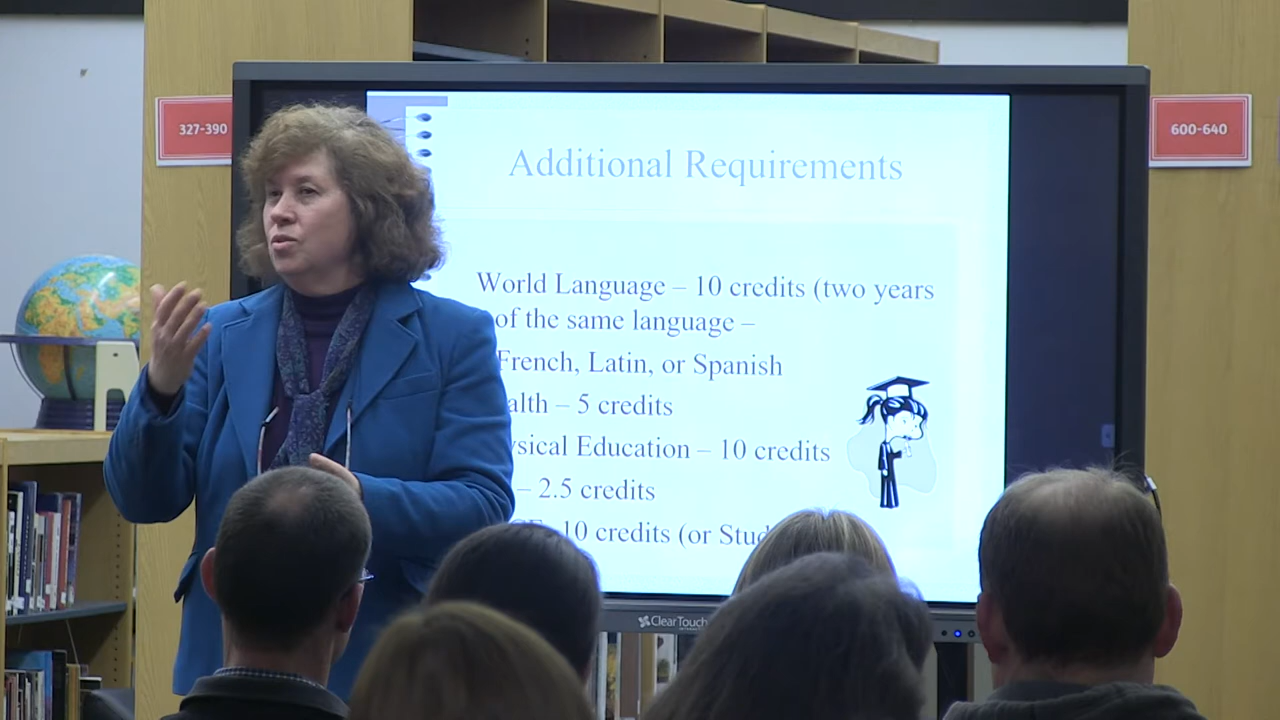 327-390
600-640
Additional Requirements
World Language – 10 credits (two years
of the same language –
French, Latin, or Spanish
alth – 5 credits
ysical Education – 10 credits
– 2.5 credits
10 credits (or Stud
ClearTouch